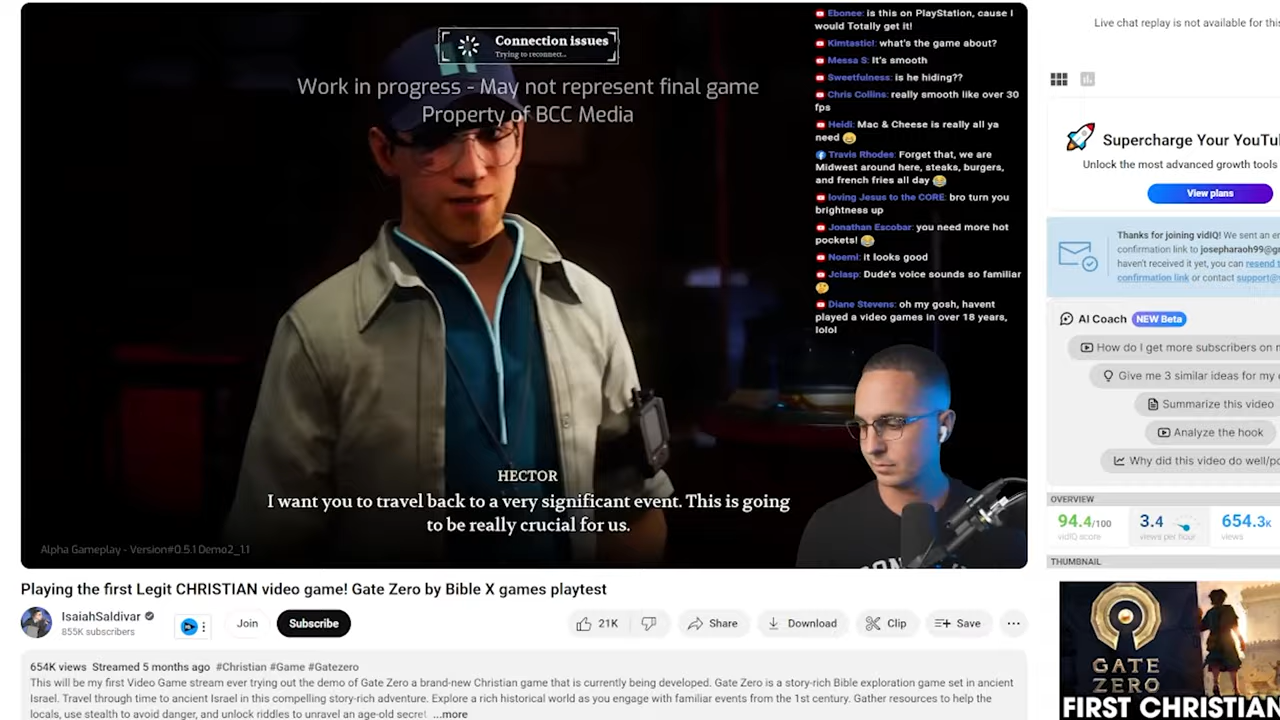 Connection issues
Trying to reconnect...
Work in progress - May not represent final game
Property of BCC Media
HECTOR
I want you to travel back to a very significant event. This is going
to be really crucial for us.
Alpha Gameplay - Version#0.5.1 Demo2_1.1
Ebonee: is this on PlayStation, cause I
would Totally get it!
Kimtastic!: what's the game about?
Messa S: It's smooth
Sweetfulness: is he hiding??
Chris Collins: really smooth like over 30
fps
Heidi: Mac & Cheese is really all ya
need 😂
Travis Rhodes: Forget that, we are
Midwest around here, steaks, burgers,
and french fries all day 😂
loving Jesus to the CORE: bro turn you
brightness up
Jonathan Escobar: you need more hot
pockets! 😂
Noemi: it looks good
Jclasp: Dude's voice sounds so familiar
🤔
Diane Stevens: oh my gosh, havent
played a video games in over 18 years,
lolol
Playing the first Legit CHRISTIAN video game! Gate Zero by Bible X games playtest
IsaiahSaldivar
855K subscribers
Join
Subscribe
21K
Share
Download
Clip
Save
654K views Streamed 5 months ago #Christian #Game #Gatezero
This will be my first Video Game stream ever trying out the demo of Gate Zero a brand new Christian game that is currently being developed. Gate Zero is a story-rich Bible exploration game set in ancient
Israel. Travel through time to ancient Israel in this compelling story-rich adventure. Explore a rich historical world as you engage with familiar events from the 1st century. Gather resources to help the
locals, use stealth to avoid danger, and unlock riddles to unravel an age-old secret ...more
Live chat replay is not available for this
Supercharge Your YouTu
Unlock the most advanced growth tools
View plans
Thanks for joining vidIQ! We sent an
confirmation link to josepharaoh99@g
haven't received it yet, you can resend
confirmation link or contact support@
AI Coach NEW Beta
How do I get more subscribers on
Give me 3 similar ideas for my
Summarize this video
Analyze the hook
Why did this video do well/po
OVERVIEW
94.4/100
vidIQ score
3.4
views per hour
654.3K
views
THUMBNAIL
GATE
ZERO
FIRST CHRISTIAN